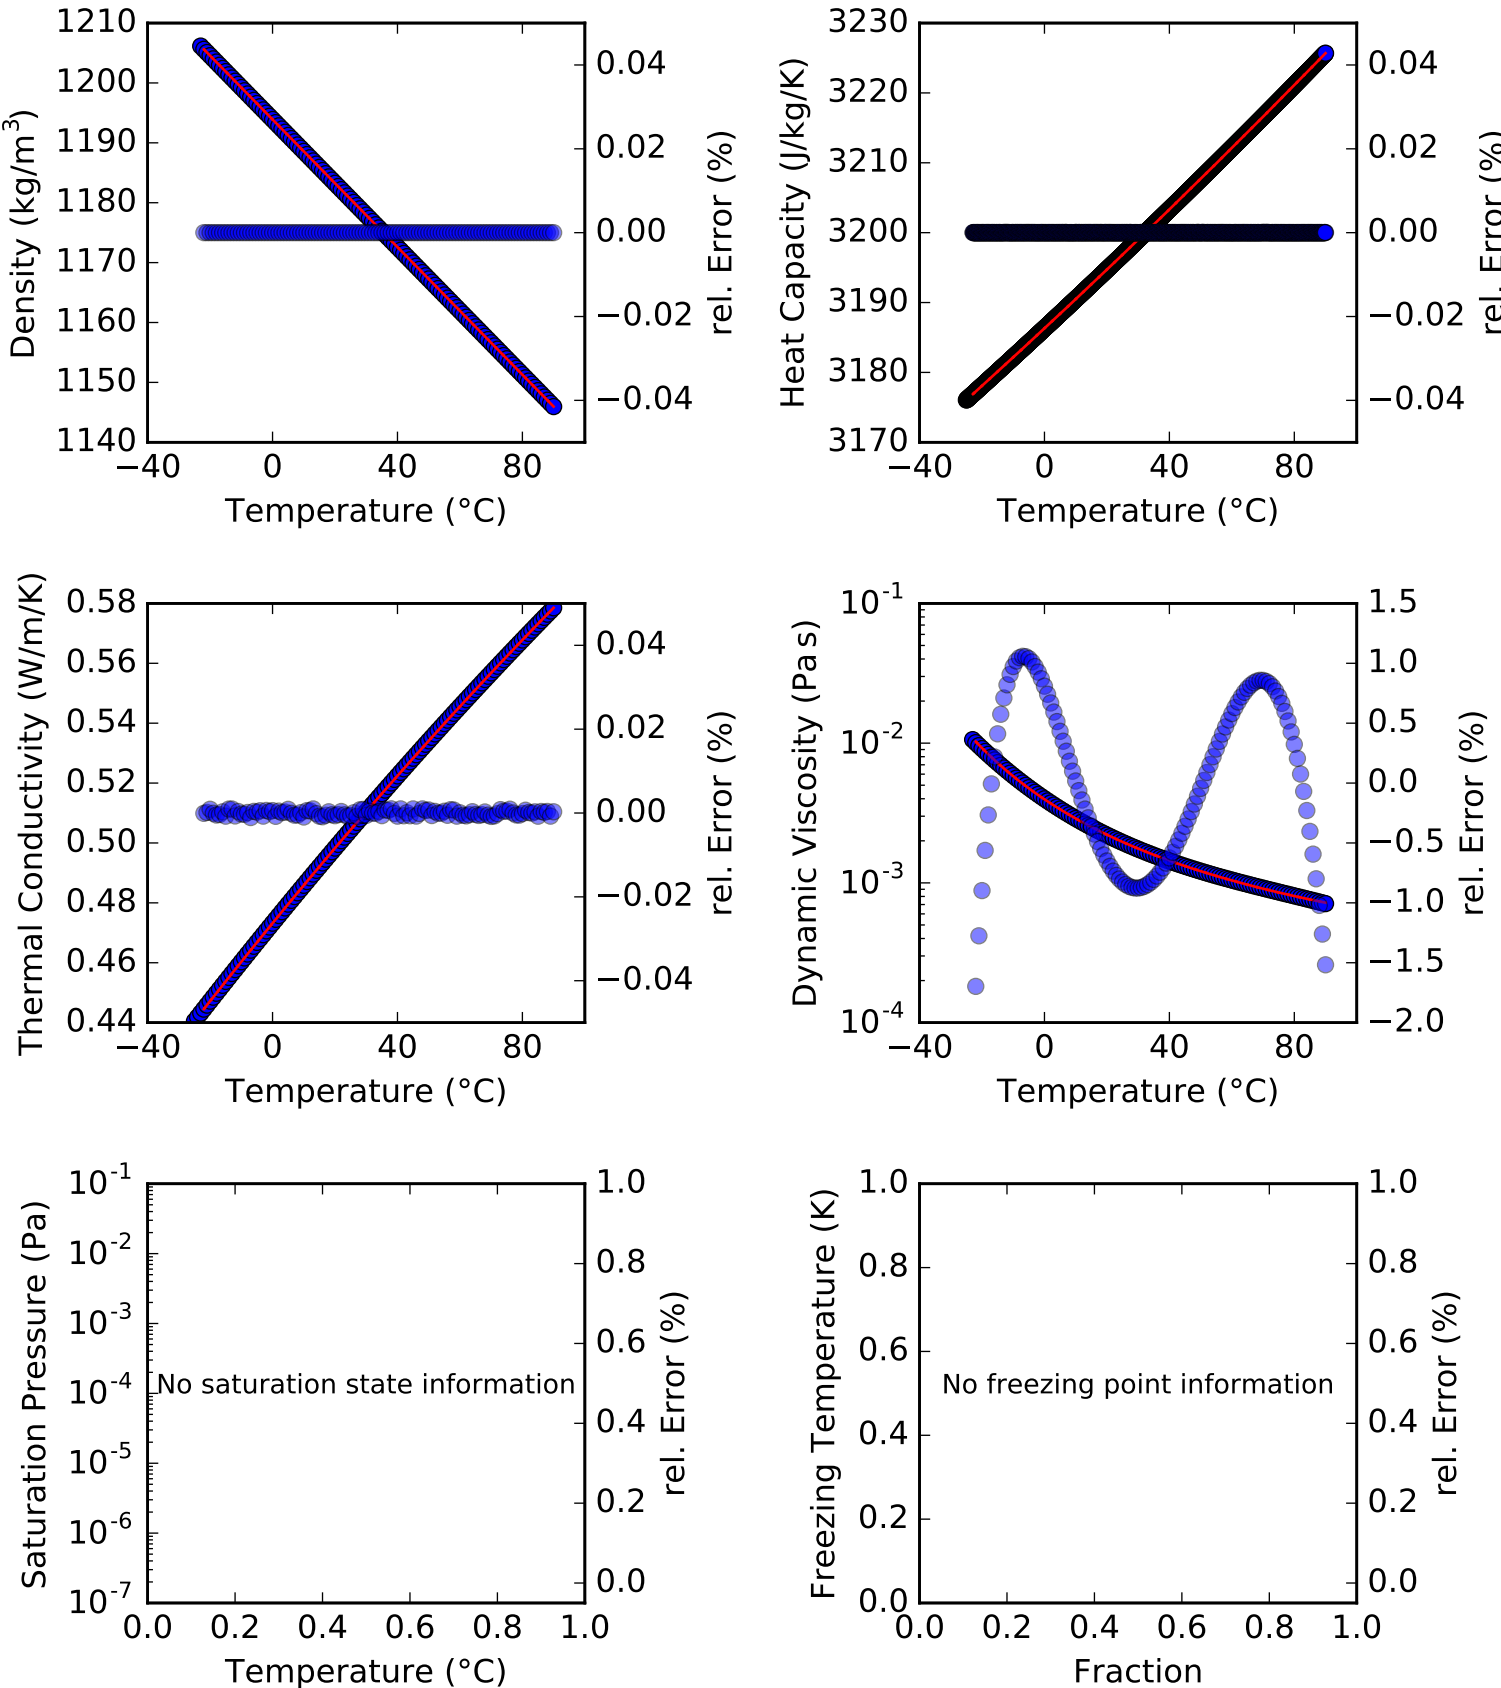 1210
1200
1190
1180
1170
1160
1150
1140
Density (kg/m³)
0.04
0.02
0.00
−0.02
−0.04
rel. Error (%)
−40 0 40 80
Temperature (°C)
3230
3220
3210
3200
3190
3180
3170
Heat Capacity (J/kg/K)
0.04
0.02
0.00
−0.02
−0.04
rel. Error (%)
−40 0 40 80
Temperature (°C)
0.58
0.56
0.54
0.52
0.50
0.48
0.46
0.44
Thermal Conductivity (W/m/K)
0.04
0.02
0.00
−0.02
−0.04
rel. Error (%)
−40 0 40 80
Temperature (°C)
10⁻¹
10⁻²
10⁻³
10⁻⁴
Dynamic Viscosity (Pa s)
1.5
1.0
0.5
0.0
−0.5
−1.0
−1.5
−2.0
rel. Error (%)
−40 0 40 80
Temperature (°C)
10⁻¹
10⁻²
10⁻³
10⁻⁴
10⁻⁵
10⁻⁶
10⁻⁷
Saturation Pressure (Pa)
No saturation state information
1.0
0.8
0.6
0.4
0.2
0.0
rel. Error (%)
0.0 0.2 0.4 0.6 0.8 1.0
Temperature (°C)
1.0
0.8
0.6
0.4
0.2
0.0
Freezing Temperature (K)
No freezing point information
1.0
0.8
0.6
0.4
0.2
0.0
rel. Error (%)
0.0 0.2 0.4 0.6 0.8 1.0
Fraction